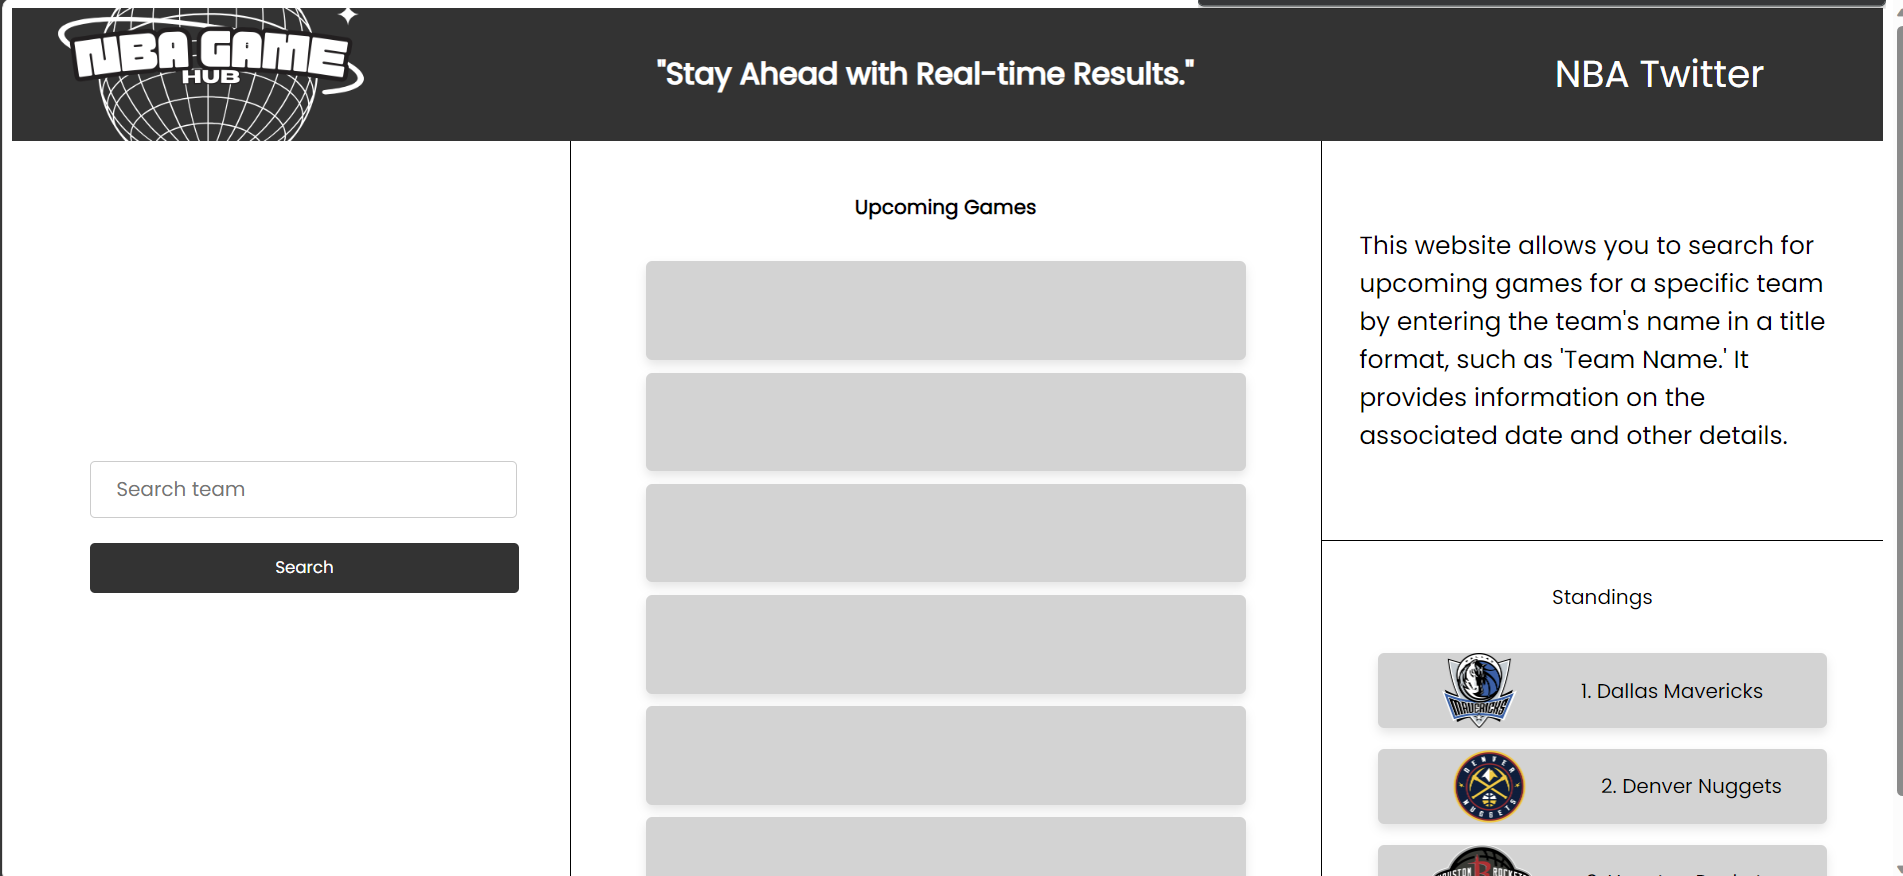 NBA GAME
HUB
"Stay Ahead with Real-time Results."
NBA Twitter
Search team
Search
Upcoming Games
This website allows you to search for
upcoming games for a specific team
by entering the team's name in a title
format, such as 'Team Name.' It
provides information on the
associated date and other details.
Standings
MAVERICKS
1. Dallas Mavericks
DENVER
NUGGETS
2. Denver Nuggets